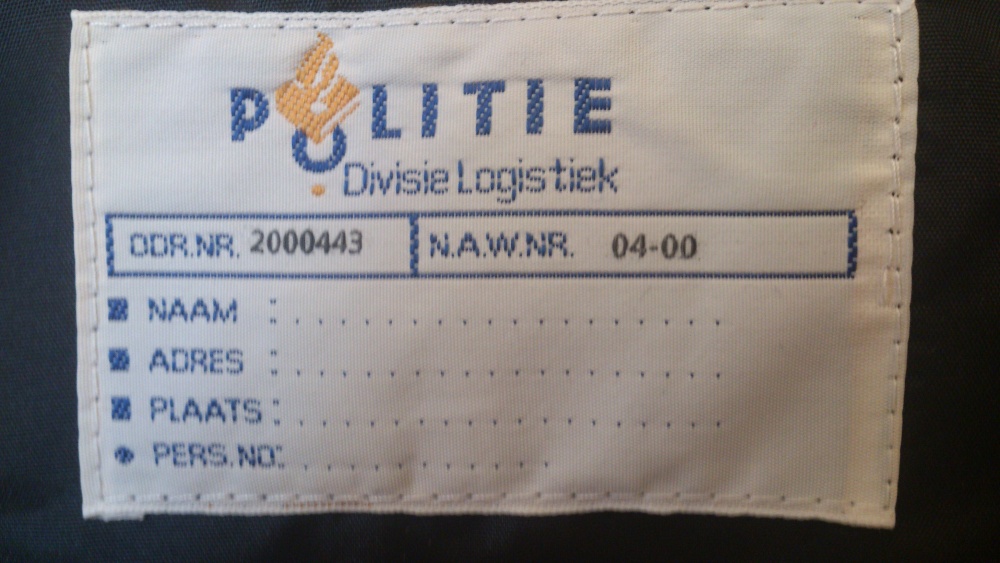 POLITIE
Divisie Logistiek
ODR.NR. 2000443 N.A.W.NR. 04-00
NAAM : . . . . . . . . . . . . . . . . . . .
ADRES : . . . . . . . . . . . . . . . . . . .
PLAATS : . . . . . . . . . . . . . . . . . . .
PERS.NO: . . . . . . . . . . .